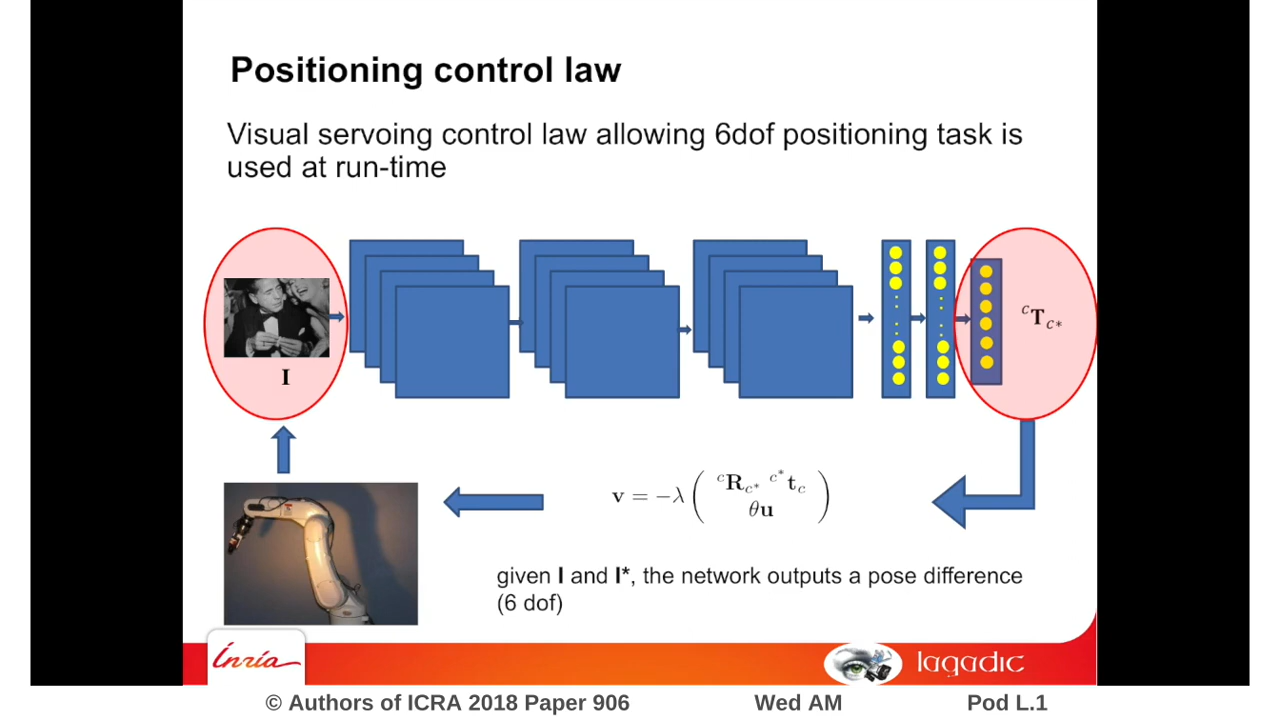 Positioning control law
Visual servoing control law allowing 6dof positioning task is
used at run-time
I
ᶜT_c*
v = −λ ( ᶜR_c* ᶜ*t_c
θu )
given I and I*, the network outputs a pose difference
(6 dof)
Inria
lagadic
© Authors of ICRA 2018 Paper 906 Wed AM Pod L.1